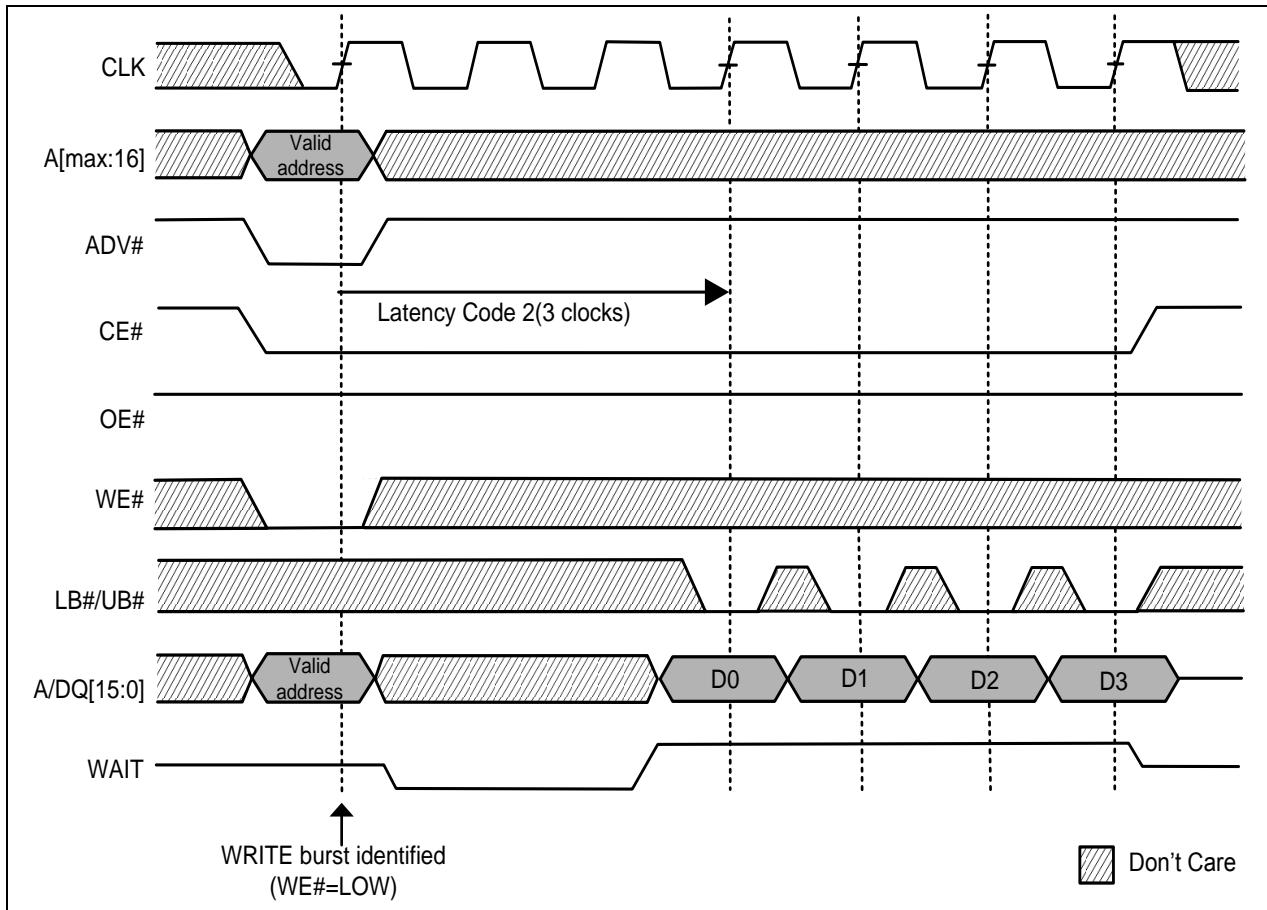 CLK
A[max:16]
Valid
address
ADV#
Latency Code 2(3 clocks)
CE#
OE#
WE#
LB#/UB#
A/DQ[15:0]
Valid
address
D0
D1
D2
D3
WAIT
WRITE burst identified
(WE#=LOW)
Don't Care